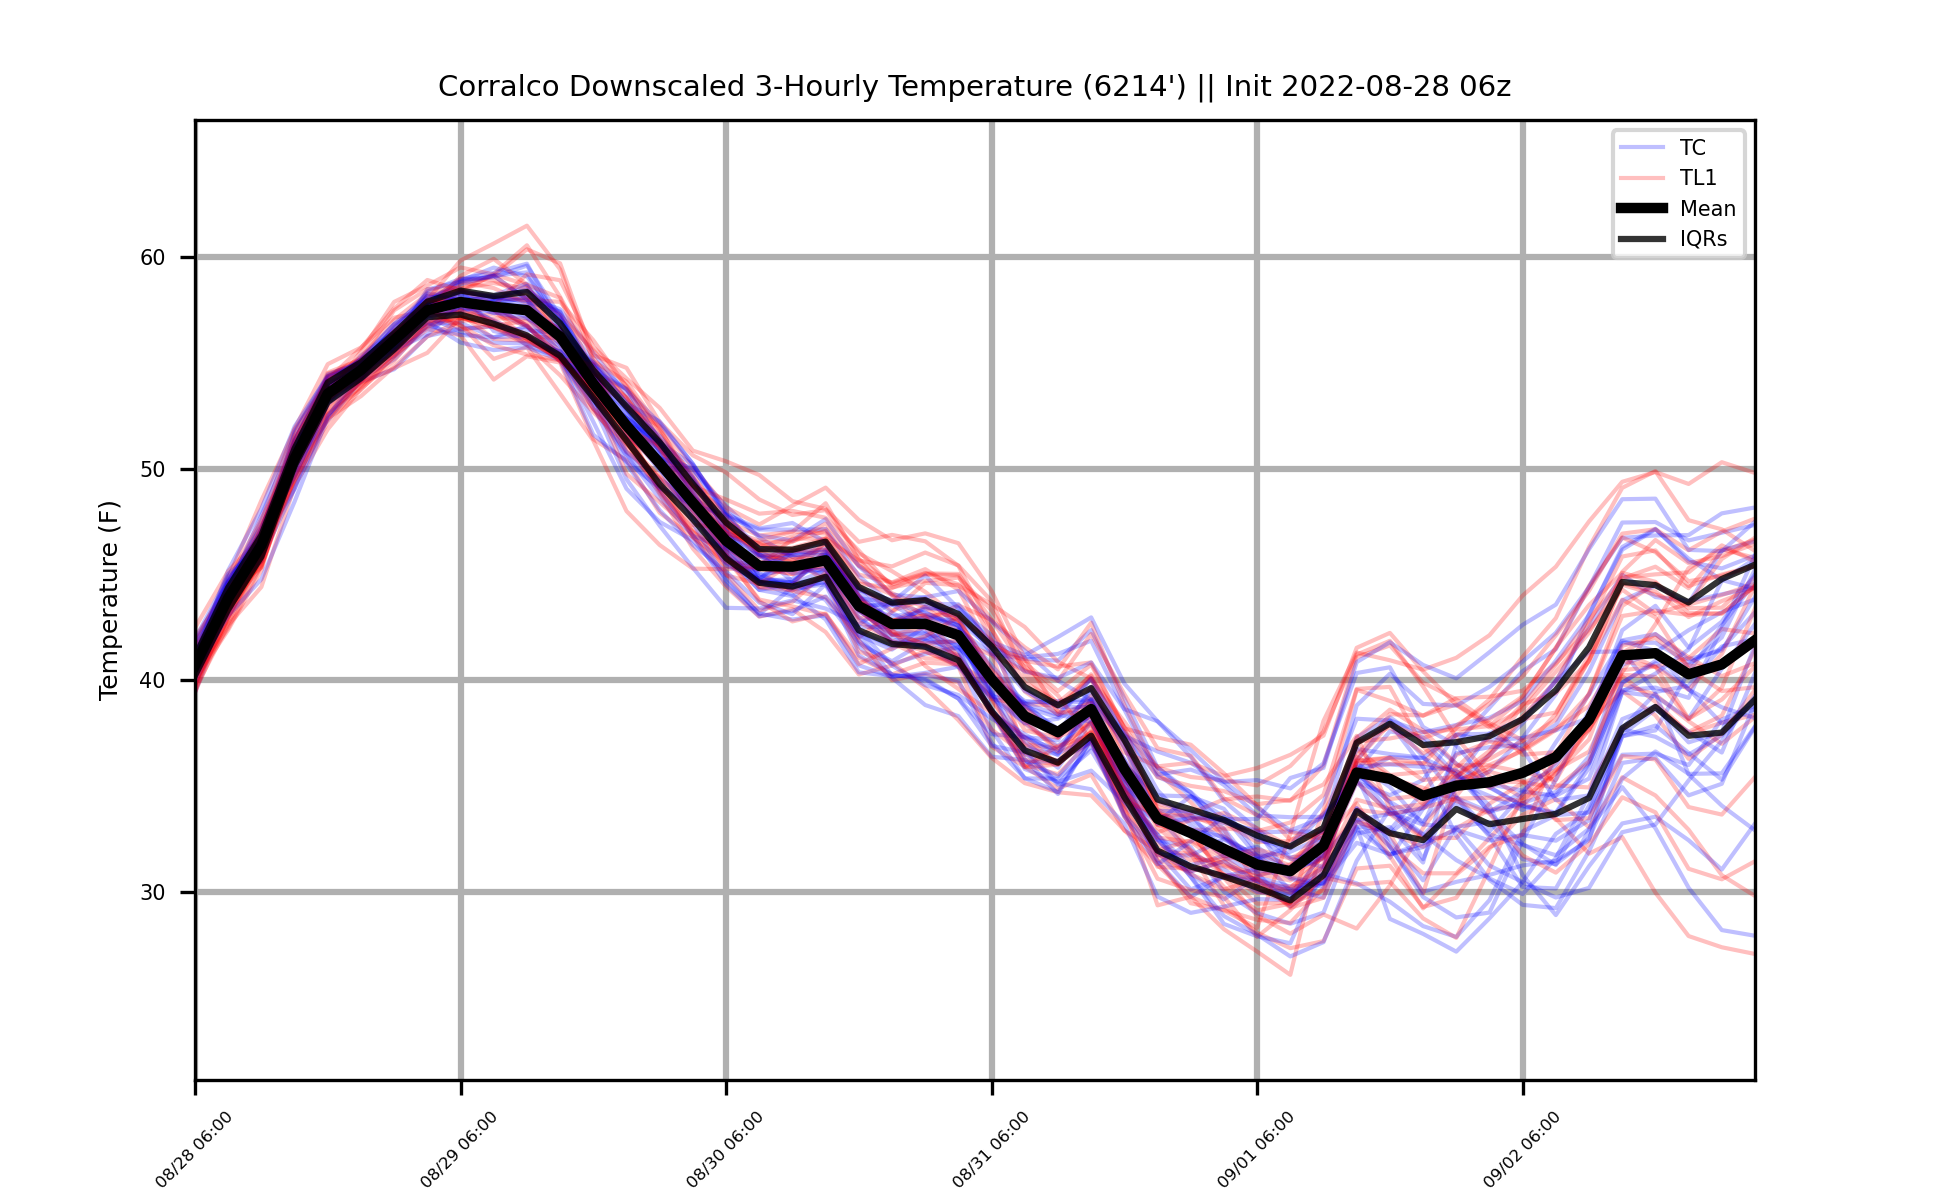 Corralco Downscaled 3-Hourly Temperature (6214') || Init 2022-08-28 06z
TC
TL1
Mean
IQRs
Temperature (F)
60
50
40
30
08/28 06:00
08/29 06:00
08/30 06:00
08/31 06:00
09/01 06:00
09/02 06:00